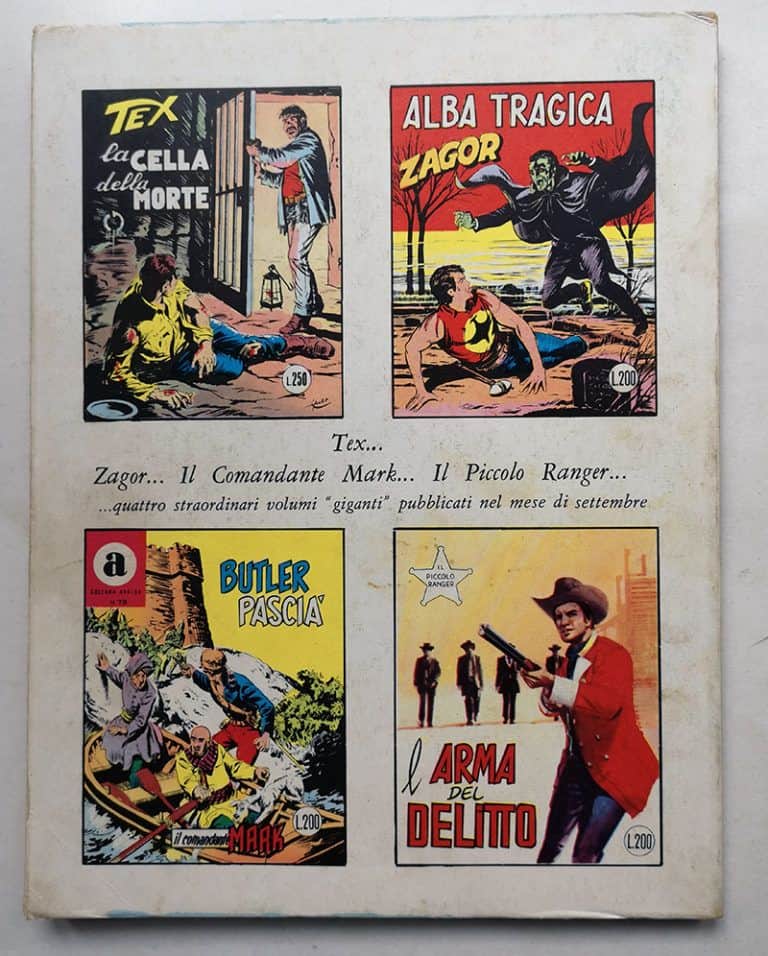 TEX
la CELLA
della MORTE
L.250
ALBA TRAGICA
ZAGOR
L.200
Tex...
Zagor... Il Comandante Mark... Il Piccolo Ranger...
...quattro straordinari volumi "giganti" pubblicati nel mese di settembre
a
COLLANA ARALDO
BUTLER
PASCIA'
L.200
il comandante MARK
IL
PICCOLO
RANGER
l'ARMA
DEL
DELITTO
L.200